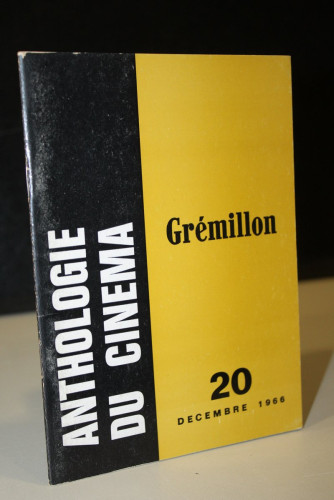 ANTHOLOGIE
DU CINEMA
Grémillon
20
DECEMBRE 1966